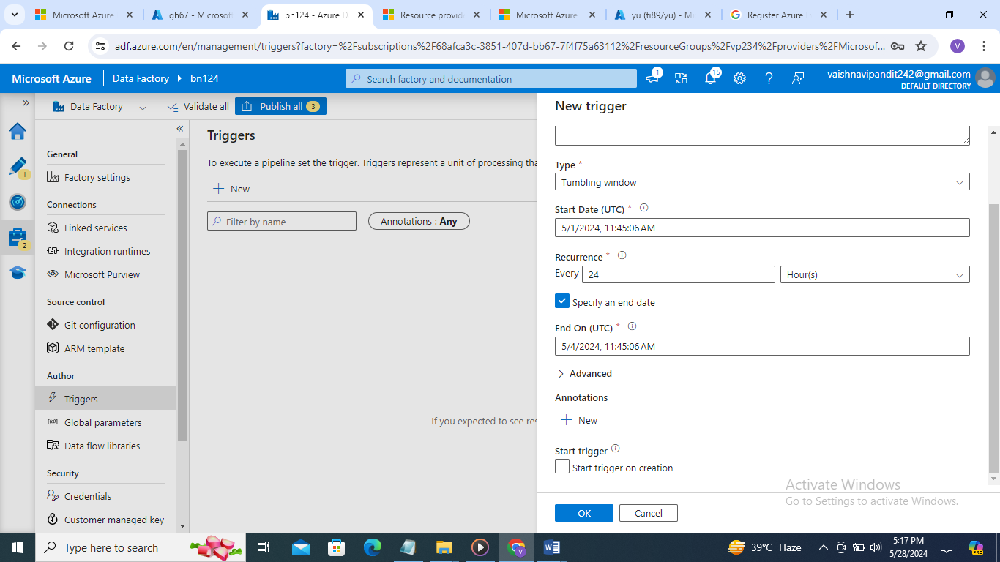 Microsoft Azure
gh67 - Microsof
bn124 - Azure D
Resource provid
Microsoft Azure
yu (ti89/yu) - Mi
Register Azure E
adf.azure.com/en/management/triggers?factory=%2Fsubscriptions%2F68afca3c-3851-407d-bb67-7f4f75a63112%2FresourceGroups%2Fvp234%2Fproviders%2FMicrosof...
V
Microsoft Azure
Data Factory
bn124
Search factory and documentation
1
15
vaishnavipandit242@gmail.com
DEFAULT DIRECTORY
Data Factory
Validate all
Publish all 3
1
2
General
Factory settings
Connections
Linked services
Integration runtimes
Microsoft Purview
Source control
Git configuration
ARM template
Author
Triggers
Global parameters
Data flow libraries
Security
Credentials
Customer managed key
Triggers
To execute a pipeline set the trigger. Triggers represent a unit of processing tha
New
Filter by name
Annotations : Any
If you expected to see res
New trigger
Type *
Tumbling window
Start Date (UTC) *
5/1/2024, 11:45:06 AM
Recurrence *
Every 24 Hour(s)
Specify an end date
End On (UTC) *
5/4/2024, 11:45:06 AM
Advanced
Annotations
New
Start trigger
Start trigger on creation
OK
Cancel
Activate Windows
Go to Settings to activate Windows.
Type here to search
39°C Haze
5:17 PM
5/28/2024
PRE